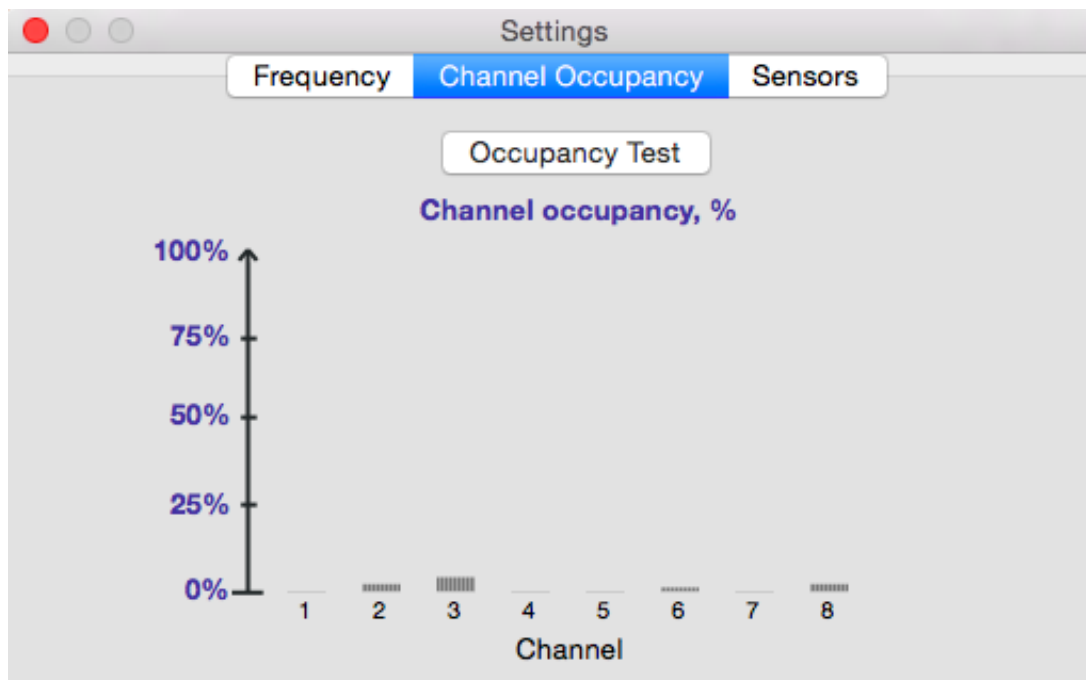 Settings
Frequency Channel Occupancy Sensors
Occupancy Test
Channel occupancy, %
100%
75%
50%
25%
0%
1 2 3 4 5 6 7 8
Channel